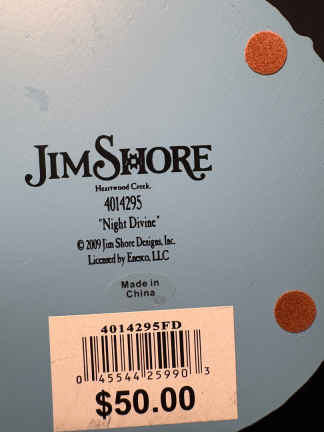 JIM SHORE
Heartwood Creek.
4014295
"Night Divine"
© 2009 Jim Shore Designs, Inc.
Licensed by Enesco, LLC
Made in
China
4014295FD
0 45544 25990 3
$50.00